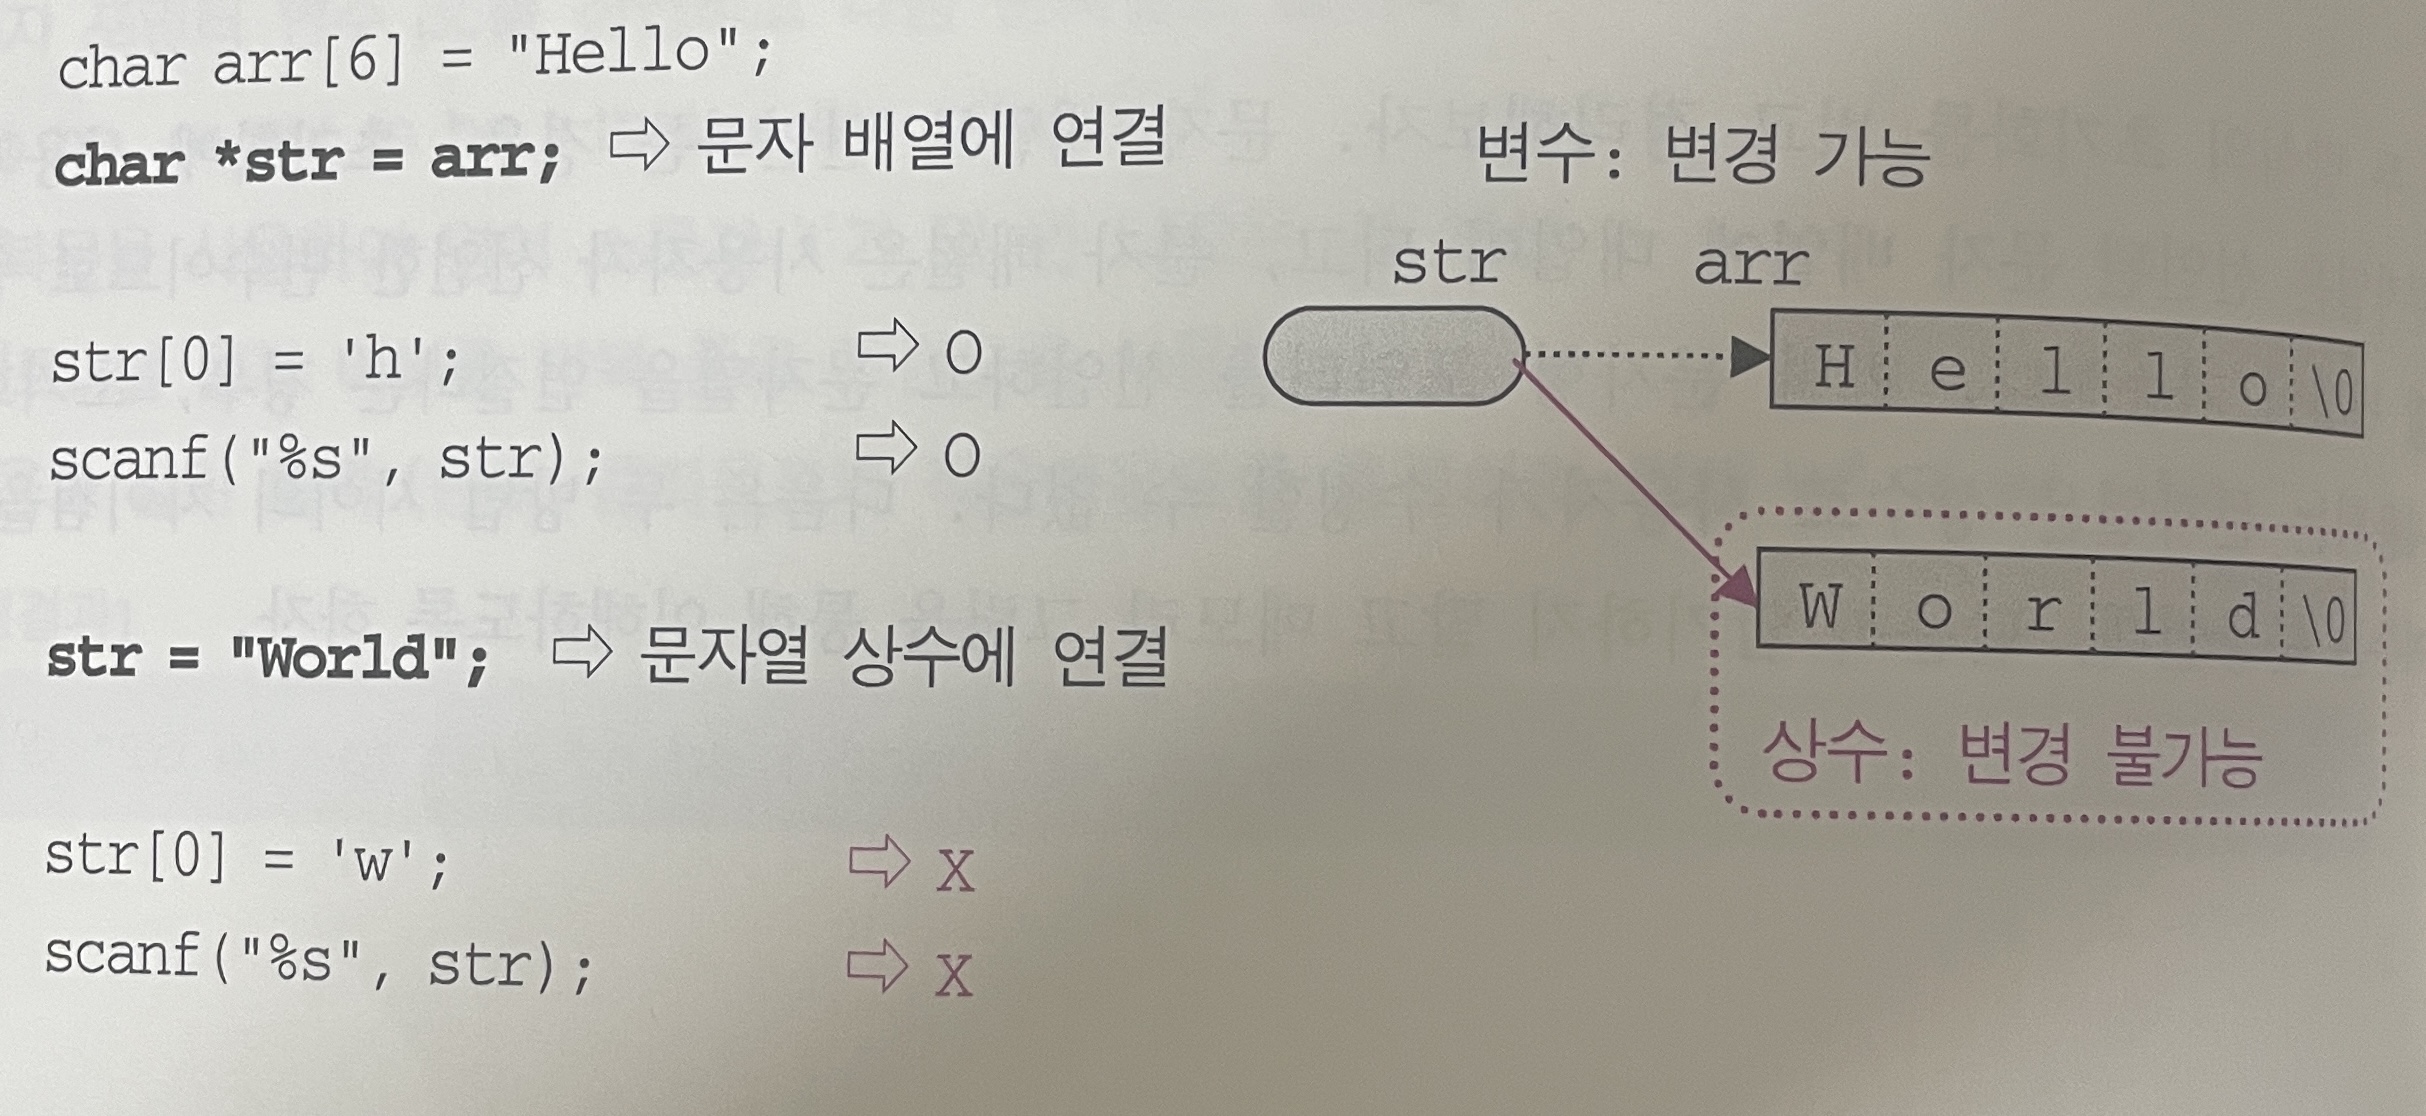 char arr[6] = "Hello";
char *str = arr; ⇨ 문자 배열에 연결
변수: 변경 가능
str arr
str[0] = 'h'; ⇨ O
H e l l o \0
scanf("%s", str); ⇨ O
str = "World"; ⇨ 문자열 상수에 연결
W o r l d \0
상수: 변경 불가능
str[0] = 'w'; ⇨ X
scanf("%s", str); ⇨ X